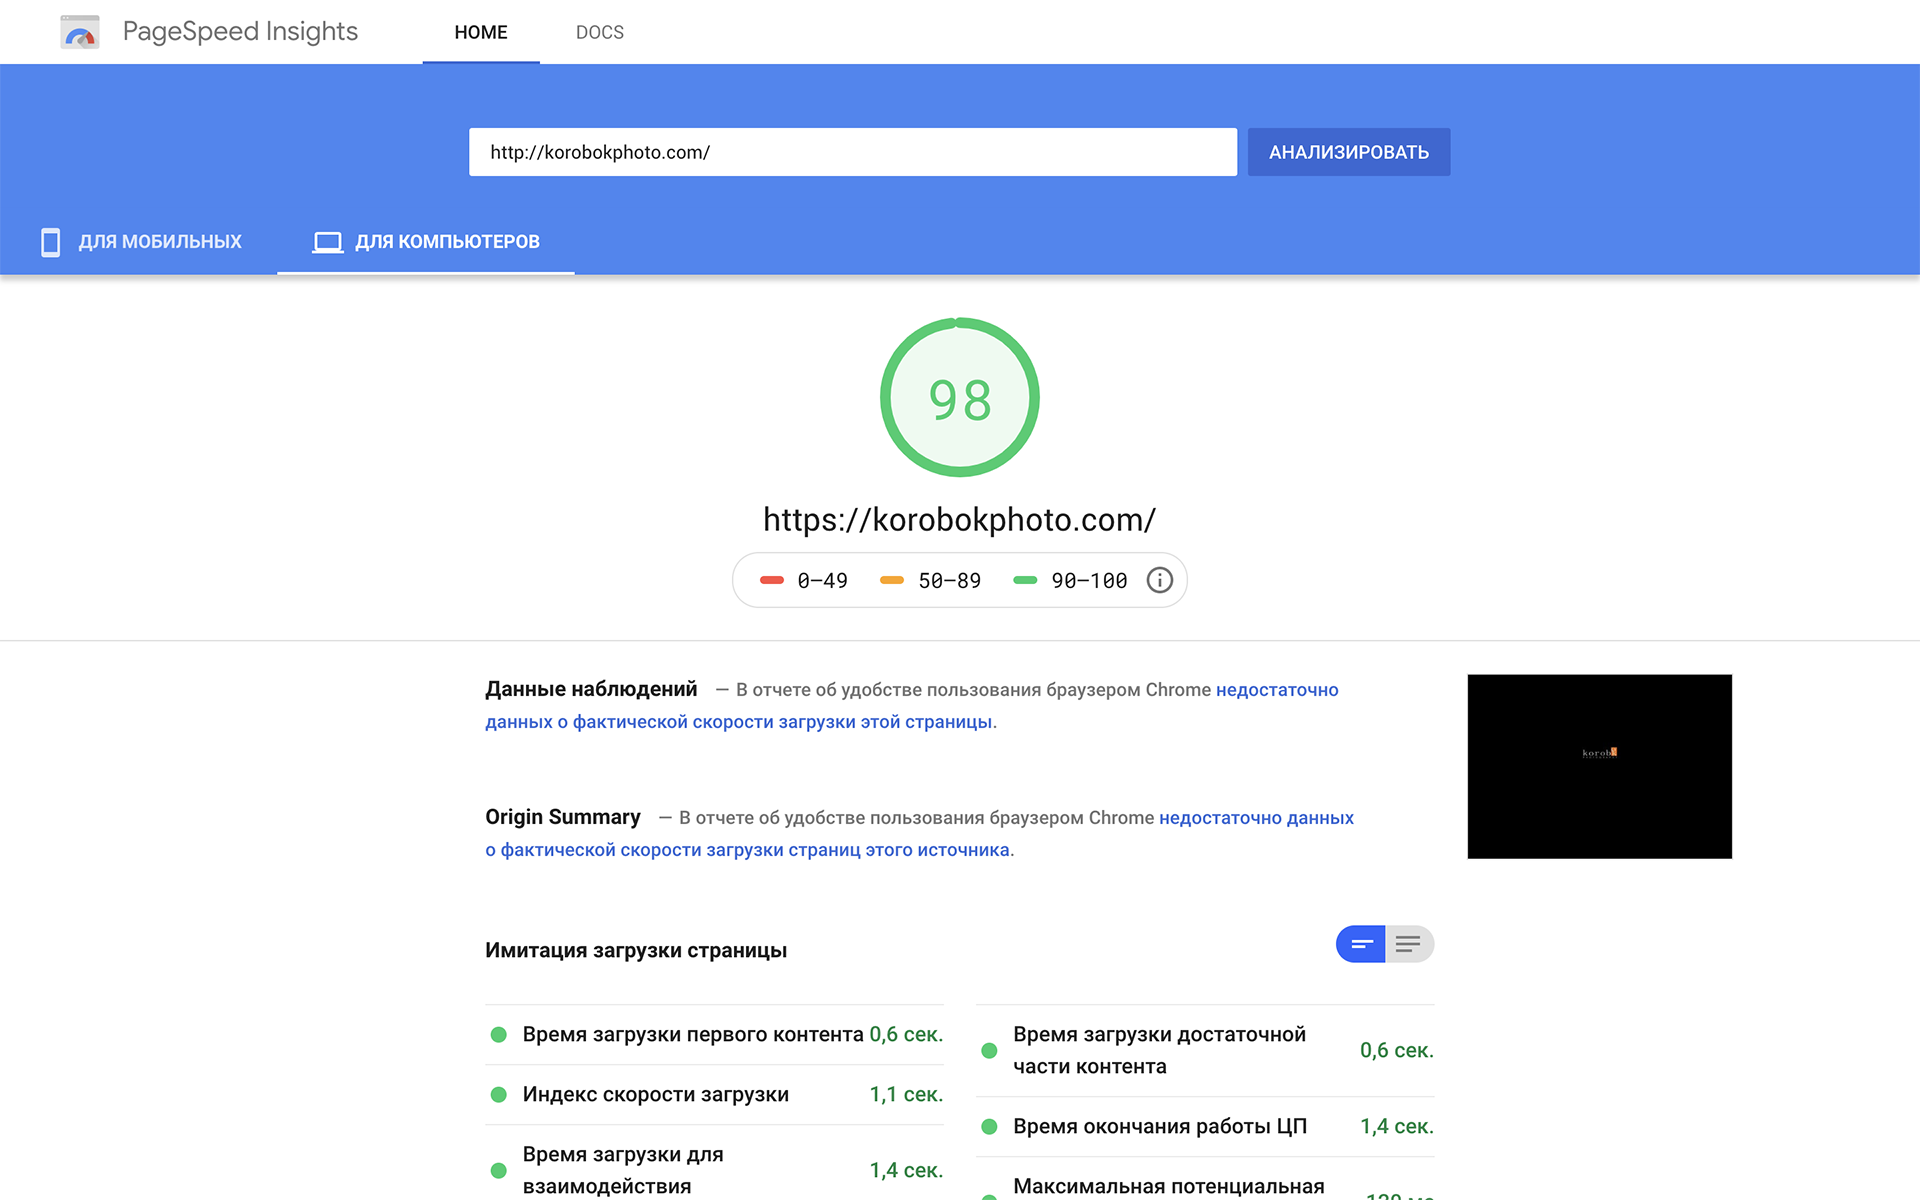 PageSpeed Insights
HOME
DOCS
http://korobokphoto.com/
АНАЛИЗИРОВАТЬ
ДЛЯ МОБИЛЬНЫХ
ДЛЯ КОМПЬЮТЕРОВ
98
https://korobokphoto.com/
0–49
50–89
90–100
Данные наблюдений — В отчете об удобстве пользования браузером Chrome недостаточно
данных о фактической скорости загрузки этой страницы.
Origin Summary — В отчете об удобстве пользования браузером Chrome недостаточно данных
о фактической скорости загрузки страниц этого источника.
Имитация загрузки страницы
Время загрузки первого контента 0,6 сек.
Индекс скорости загрузки 1,1 сек.
Время загрузки для
взаимодействия 1,4 сек.
Время загрузки достаточной
части контента 0,6 сек.
Время окончания работы ЦП 1,4 сек.
Максимальная потенциальная